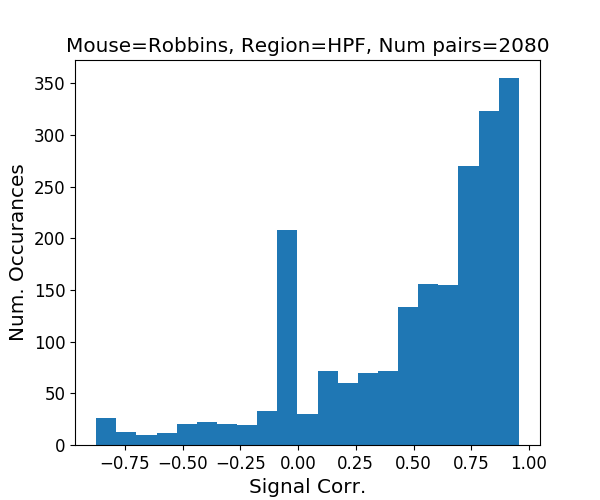 Mouse=Robbins, Region=HPF, Num pairs=2080
350
300
250
200
150
100
50
0
Num. Occurances
−0.75 −0.50 −0.25 0.00 0.25 0.50 0.75 1.00
Signal Corr.